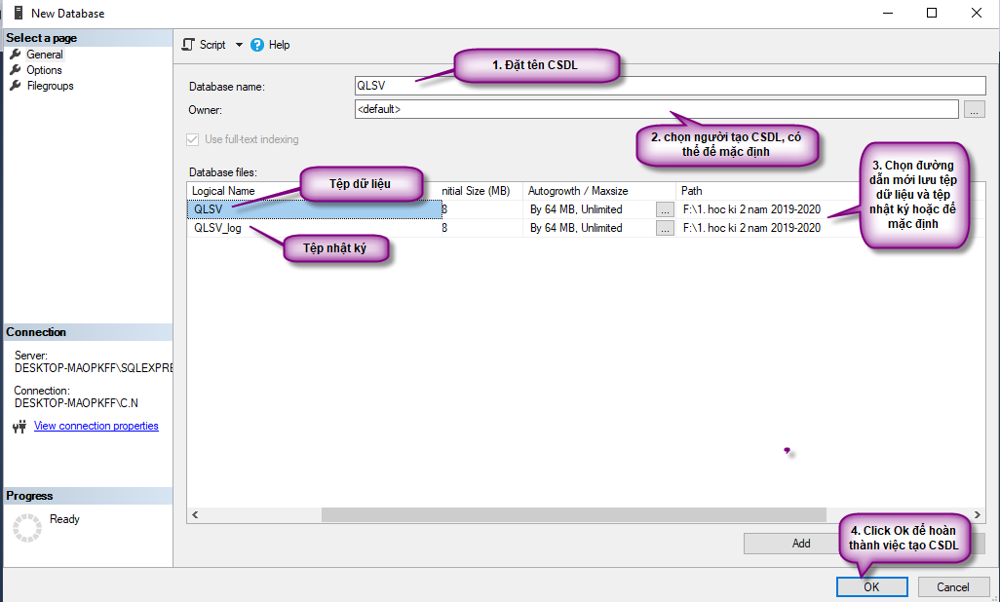 New Database
Select a page
General
Options
Filegroups
Script
Help
1. Đặt tên CSDL
Database name:
QLSV
Owner:
<default>
...
2. chọn người tạo CSDL, có
thể để mặc định
Use full-text indexing
Database files:
Tệp dữ liệu
3. Chọn đường
dẫn mới lưu tệp
dữ liệu và tệp
nhật ký hoặc để
mặc định
Logical Name
nitial Size (MB)
Autogrowth / Maxsize
Path
QLSV
8
By 64 MB, Unlimited
...
F:\1. hoc ki 2 nam 2019-2020
QLSV_log
8
By 64 MB, Unlimited
...
F:\1. hoc ki 2 nam 2019-2020
Tệp nhật ký
Connection
Server:
DESKTOP-MAOPKFF\SQLEXPRE
Connection:
DESKTOP-MAOPKFF\C.N
View connection properties
Progress
Ready
Add
4. Click Ok để hoàn
thành việc tạo CSDL
OK
Cancel